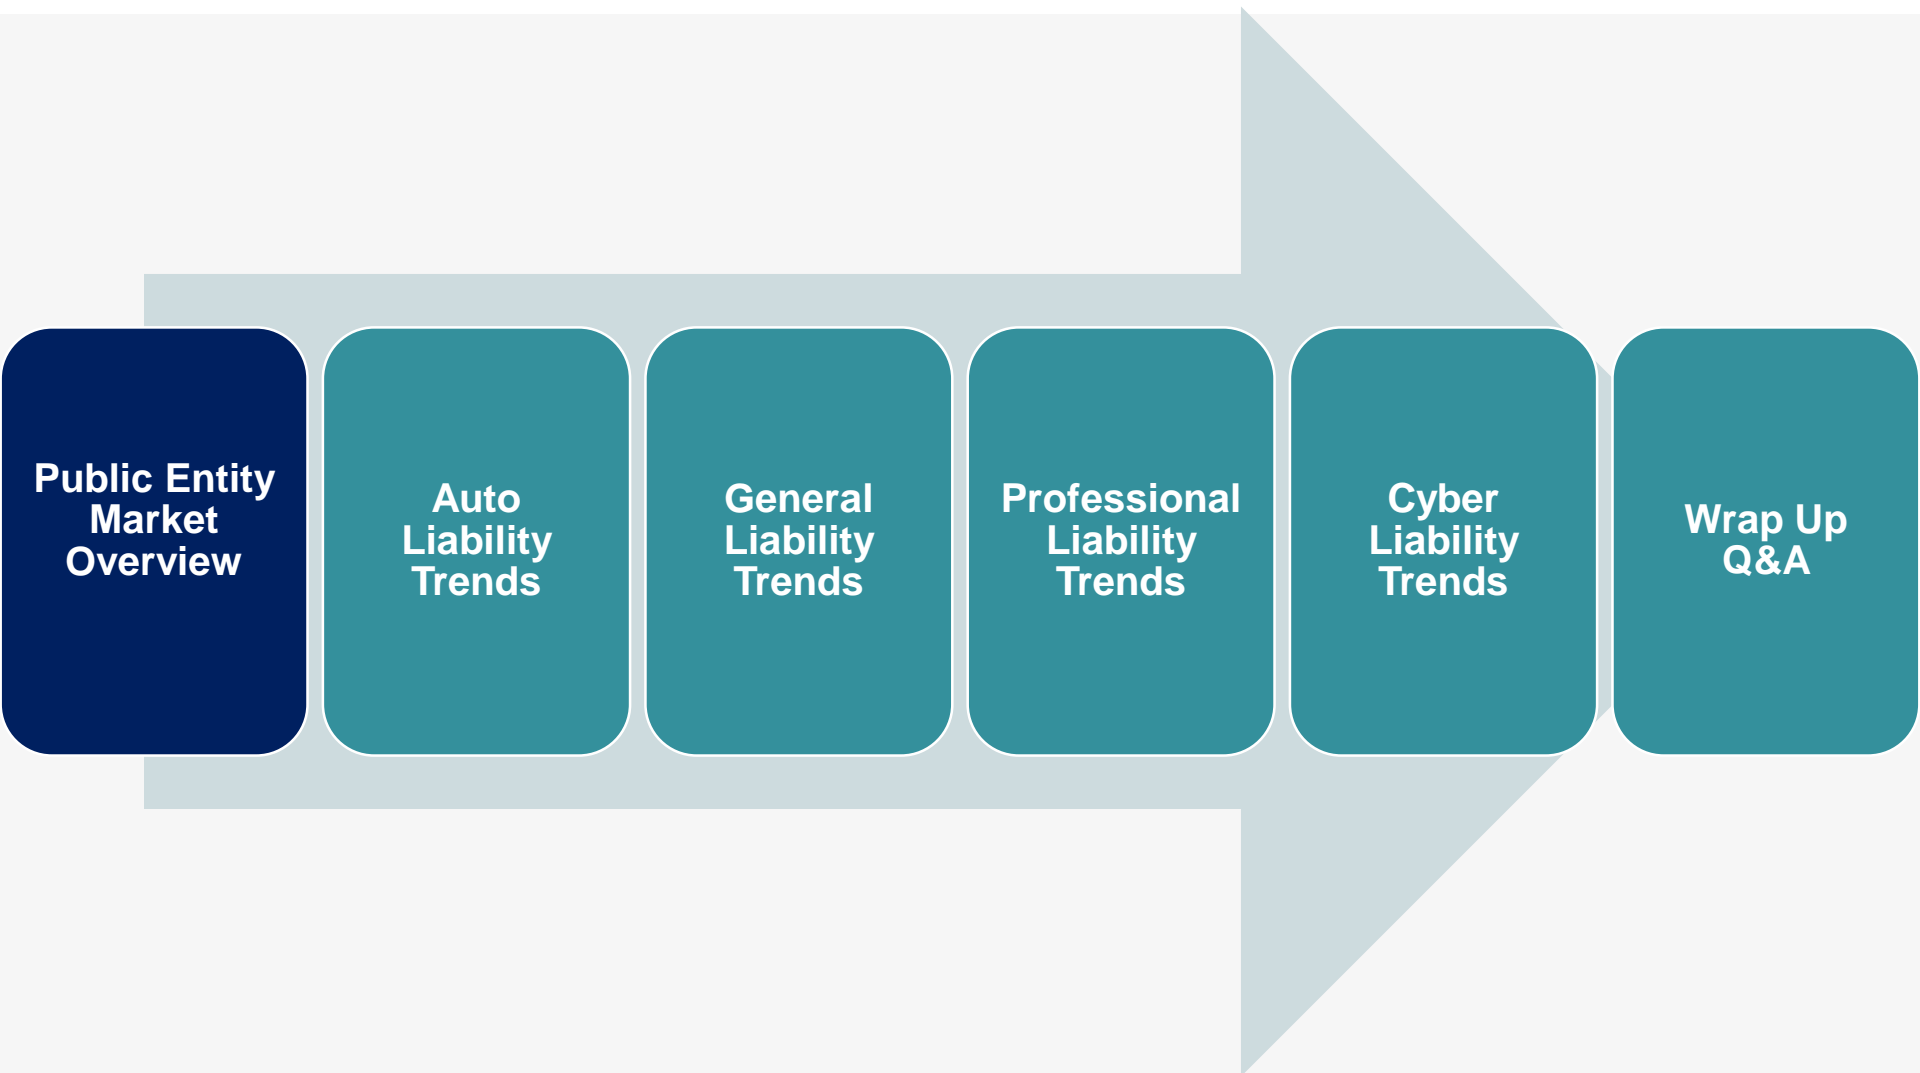 Public Entity
Market
Overview
Auto
Liability
Trends
General
Liability
Trends
Professional
Liability
Trends
Cyber
Liability
Trends
Wrap Up
Q&A